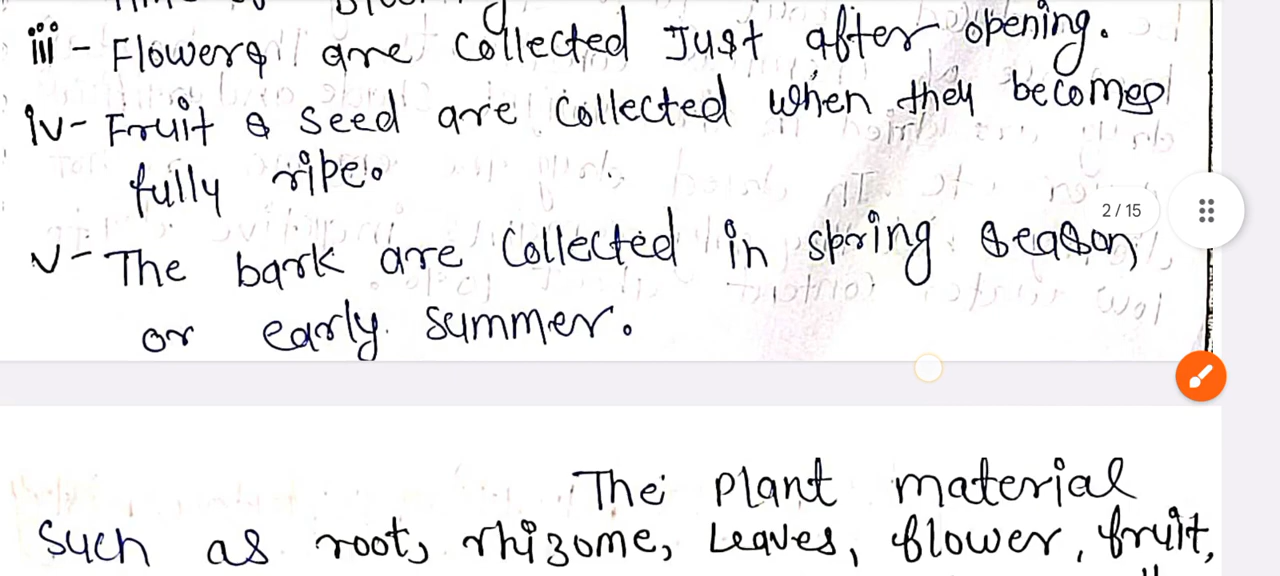 iii - Flowers are collected Just after opening.
iv - Fruit & seed are collected when they becomes
fully ripe.
2 / 15
v - The bark are collected in spring season
or early summer.
The plant material
such as root, rhizome, leaves, flower, fruit,